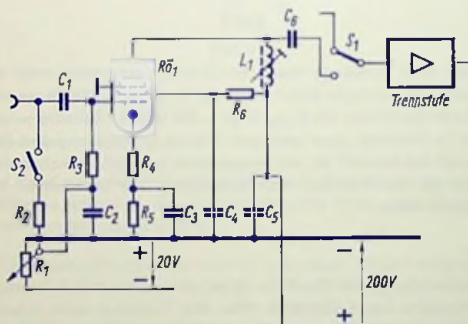 C6
S1
Rö1
L1
C1
R6
Trennstufe
S2
R3
R4
R2
C2
R5
C3
C4
C5
R1
+
20V
−
−
200V
+